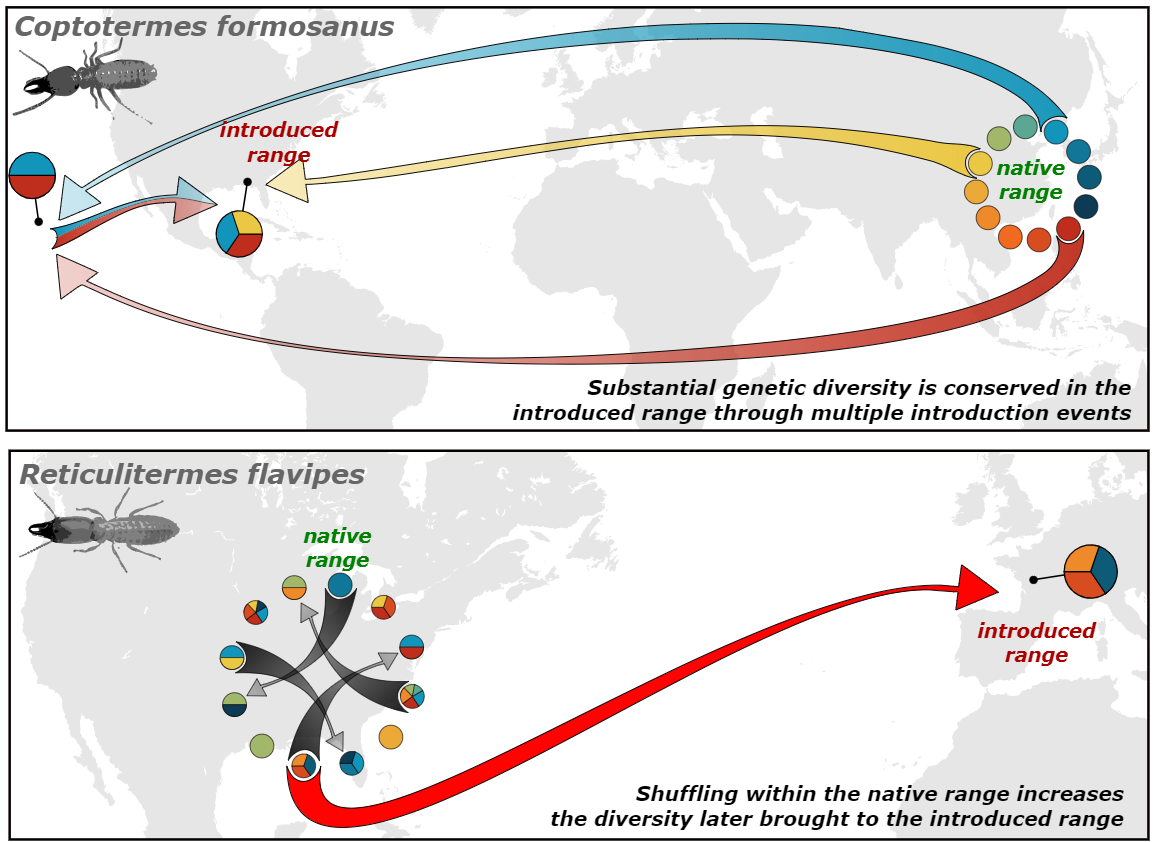 Coptotermes formosanus
introduced
range
native
range
Substantial genetic diversity is conserved in the
introduced range through multiple introduction events
Reticulitermes flavipes
native
range
introduced
range
Shuffling within the native range increases
the diversity later brought to the introduced range